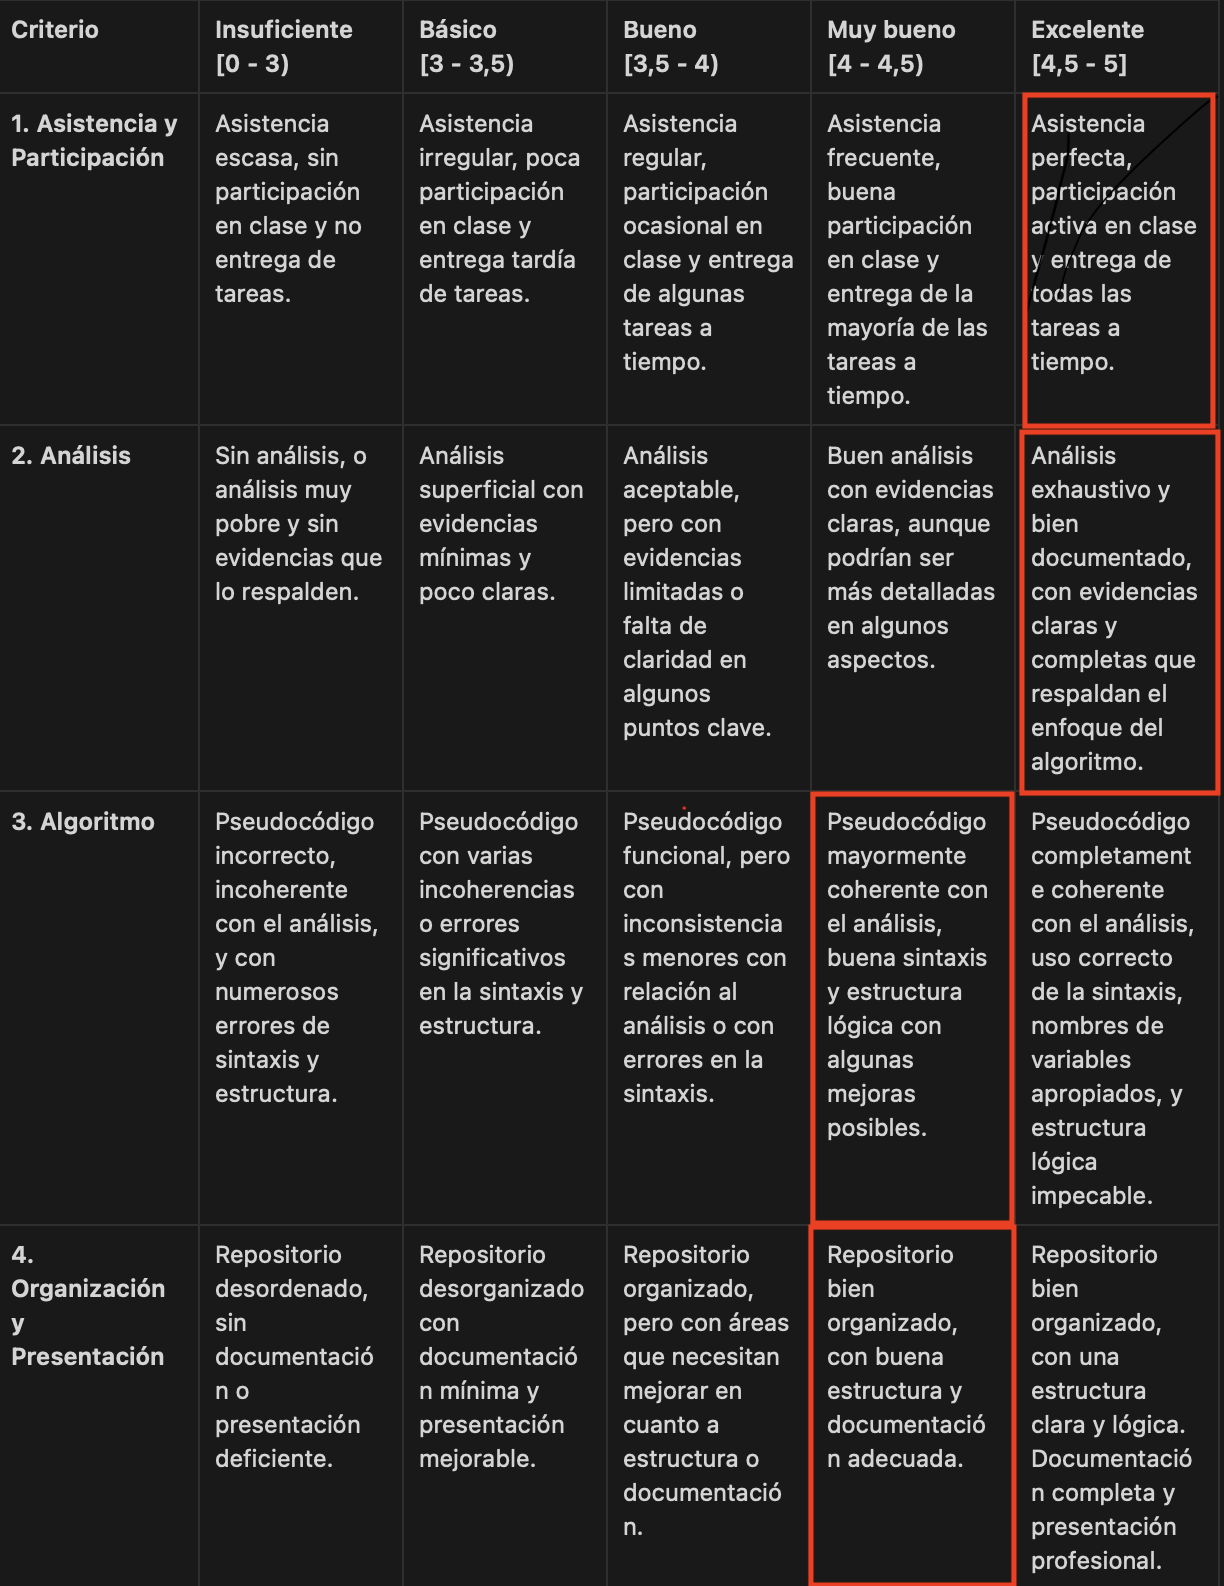 Criterio
Insuficiente
[0 - 3)
Básico
[3 - 3,5)
Bueno
[3,5 - 4)
Muy bueno
[4 - 4,5)
Excelente
[4,5 - 5]
1. Asistencia y
Participación
Asistencia
escasa, sin
participación
en clase y no
entrega de
tareas.
Asistencia
irregular, poca
participación
en clase y
entrega tardía
de tareas.
Asistencia
regular,
participación
ocasional en
clase y entrega
de algunas
tareas a
tiempo.
Asistencia
frecuente,
buena
participación
en clase y
entrega de la
mayoría de las
tareas a
tiempo.
Asistencia
perfecta,
participación
activa en clase
y entrega de
todas las
tareas a
tiempo.
2. Análisis
Sin análisis, o
análisis muy
pobre y sin
evidencias que
lo respalden.
Análisis
superficial con
evidencias
mínimas y
poco claras.
Análisis
aceptable,
pero con
evidencias
limitadas o
falta de
claridad en
algunos
puntos clave.
Buen análisis
con evidencias
claras, aunque
podrían ser
más detalladas
en algunos
aspectos.
Análisis
exhaustivo y
bien
documentado,
con evidencias
claras y
completas que
respaldan el
enfoque del
algoritmo.
3. Algoritmo
Pseudocódigo
incorrecto,
incoherente
con el análisis,
y con
numerosos
errores de
sintaxis y
estructura.
Pseudocódigo
con varias
incoherencias
o errores
significativos
en la sintaxis y
estructura.
Pseudocódigo
funcional, pero
con
inconsistencia
s menores con
relación al
análisis o con
errores en la
sintaxis.
Pseudocódigo
mayormente
coherente con
el análisis,
buena sintaxis
y estructura
lógica con
algunas
mejoras
posibles.
Pseudocódigo
completament
e coherente
con el análisis,
uso correcto
de la sintaxis,
nombres de
variables
apropiados, y
estructura
lógica
impecable.
4.
Organización
y
Presentación
Repositorio
desordenado,
sin
documentació
n o
presentación
deficiente.
Repositorio
desorganizado
con
documentació
n mínima y
presentación
mejorable.
Repositorio
organizado,
pero con áreas
que necesitan
mejorar en
cuanto a
estructura o
documentació
n.
Repositorio
bien
organizado,
con buena
estructura y
documentació
n adecuada.
Repositorio
bien
organizado,
con una
estructura
clara y lógica.
Documentació
n completa y
presentación
profesional.